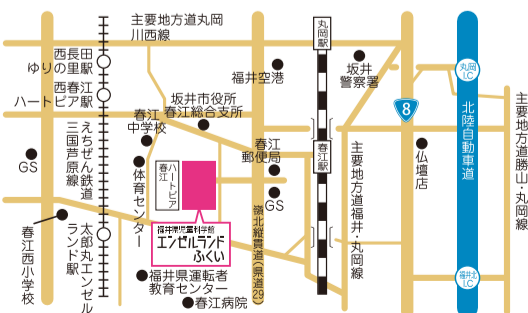 主要地方道丸岡
川西線
丸岡駅
西長田
ゆりの里駅
福井空港
坂井
警察署
丸岡
I.C
西春江
ハートピア駅
坂井市役所
春江総合支所
8
北陸自動車道
主要地方道勝山・丸岡線
春江
中学校
えちぜん鉄道
三国芦原線
春江
郵便局
春江駅
主要地方道福井・丸岡線
GS
体育センター
ハートピア
春江
仏壇店
GS
春江西小学校
太郎丸エンゼル
ランド駅
福井県児童科学館
エンゼルランド
ふくい
嶺北縦貫道(県道29)
福井県運転者
教育センター
福井北
I.C
春江病院